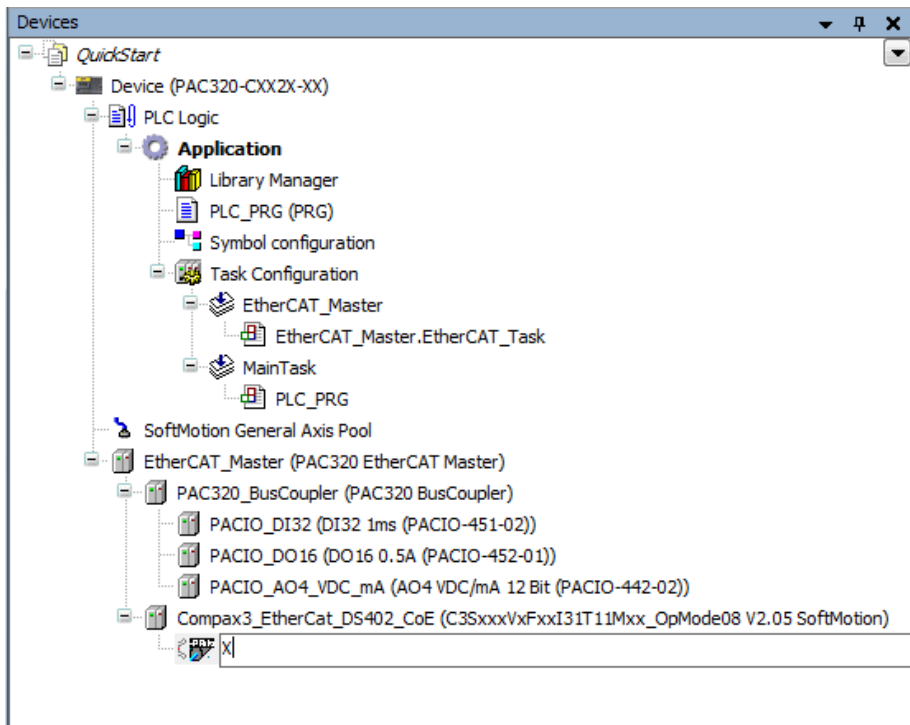 Devices
QuickStart
Device (PAC320-CXX2X-XX)
PLC Logic
Application
Library Manager
PLC_PRG (PRG)
Symbol configuration
Task Configuration
EtherCAT_Master
EtherCAT_Master.EtherCAT_Task
MainTask
PLC_PRG
SoftMotion General Axis Pool
EtherCAT_Master (PAC320 EtherCAT Master)
PAC320_BusCoupler (PAC320 BusCoupler)
PACIO_DI32 (DI32 1ms (PACIO-451-02))
PACIO_DO16 (DO16 0.5A (PACIO-452-01))
PACIO_AO4_VDC_mA (AO4 VDC/mA 12 Bit (PACIO-442-02))
Compax3_EtherCat_DS402_CoE (C3SxxxVxFxxI31T11Mxx_OpMode08 V2.05 SoftMotion)
X